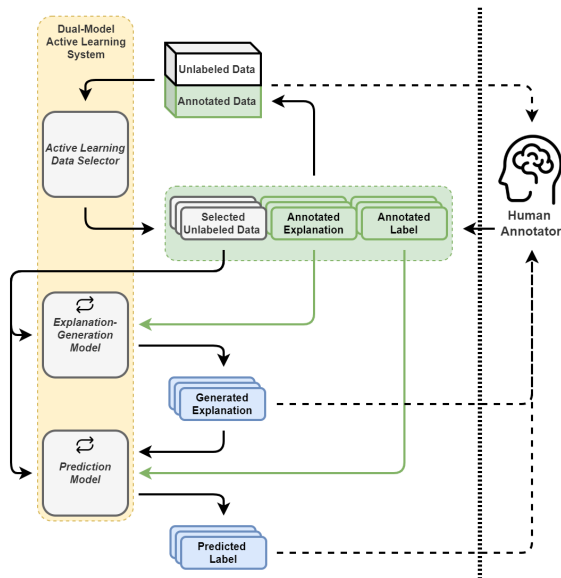 Dual-Model
Active Learning
System
Unlabeled Data
Annotated Data
Active Learning
Data Selector
Human
Annotator
Selected
Unlabeled Data
Annotated
Explanation
Annotated
Label
Explanation-
Generation
Model
Generated
Explanation
Prediction
Model
Predicted
Label